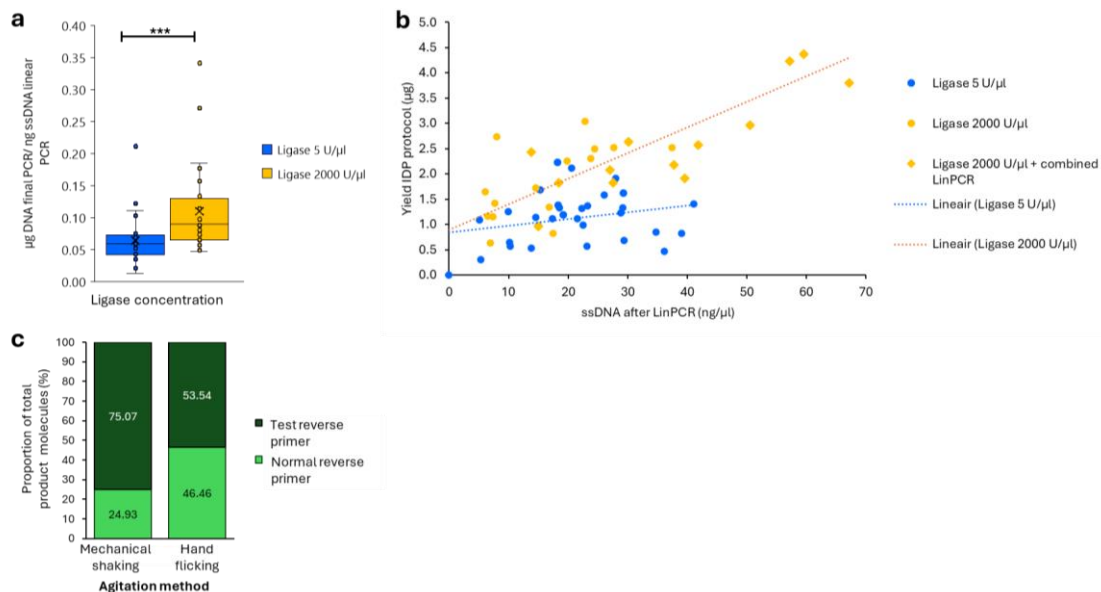 a
0.40
0.35
0.30
0.25
0.20
0.15
0.10
0.05
0.00
µg DNA final PCR/ ng ssDNA linear
PCR
***
Ligase concentration
Ligase 5 U/µl
Ligase 2000 U/µl
b
5.0
4.5
4.0
3.5
3.0
2.5
2.0
1.5
1.0
0.5
0.0
Yield IDP protocol (µg)
0 10 20 30 40 50 60 70
ssDNA after LinPCR (ng/µl)
Ligase 5 U/µl
Ligase 2000 U/µl
Ligase 2000 U/µl + combined
LinPCR
Lineair (Ligase 5 U/µl)
Lineair (Ligase 2000 U/µl)
c
100
90
80
70
60
50
40
30
20
10
0
Proportion of total
product molecules (%)
75.07
24.93
53.54
46.46
Mechanical
shaking
Hand
flicking
Agitation method
Test reverse
primer
Normal reverse
primer